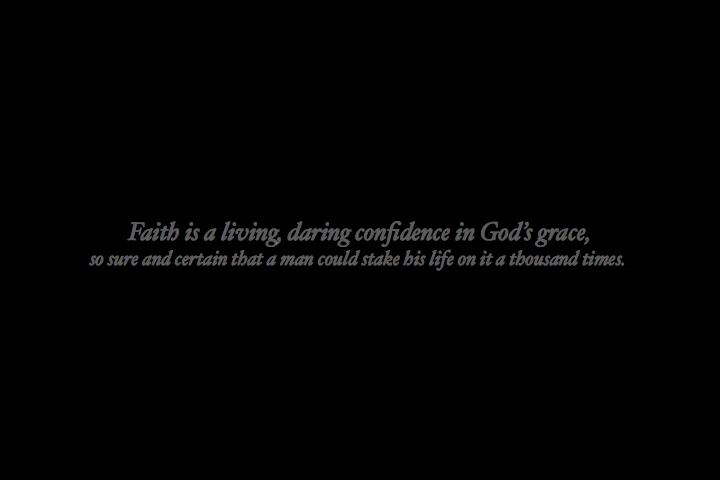 Faith is a living, daring confidence in God's grace,
so sure and certain that a man could stake his life on it a thousand times.